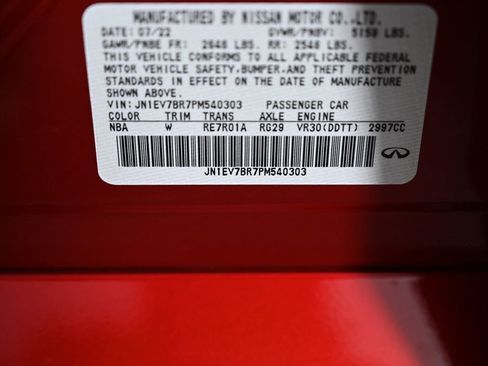 MANUFACTURED BY NISSAN MOTOR CO.,LTD.
DATE: 07/22 GVWR/PNBV: 5159 LBS.
GAWR/PNBE FR: 2646 LBS. RR: 2546 LBS.
THIS VEHICLE CONFORMS TO ALL APPLICABLE FEDERAL
MOTOR VEHICLE SAFETY,BUMPER,AND THEFT PREVENTION
STANDARDS IN EFFECT ON THE DATE OF MANUFACTURE
SHOWN ABOVE.
VIN: JN1EV7BR7PM540303 PASSENGER CAR
COLOR TRIM TRANS AXLE ENGINE
NBA W RE7R01A RG29 VR30(DDTT) 2997CC
JN1EV7BR7PM540303